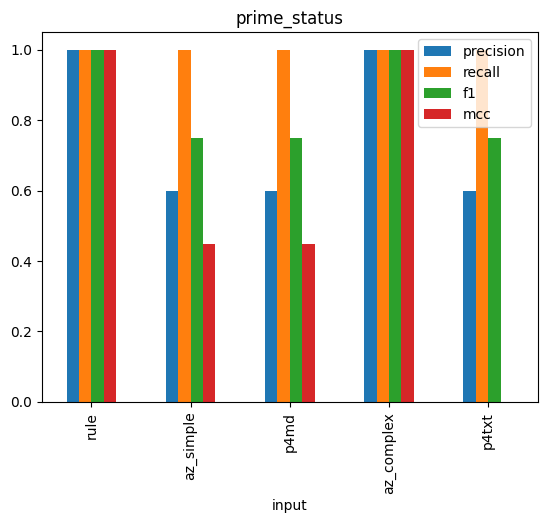 prime_status
precision
recall
f1
mcc
1.0
0.8
0.6
0.4
0.2
0.0
rule
az_simple
p4md
az_complex
p4txt
input